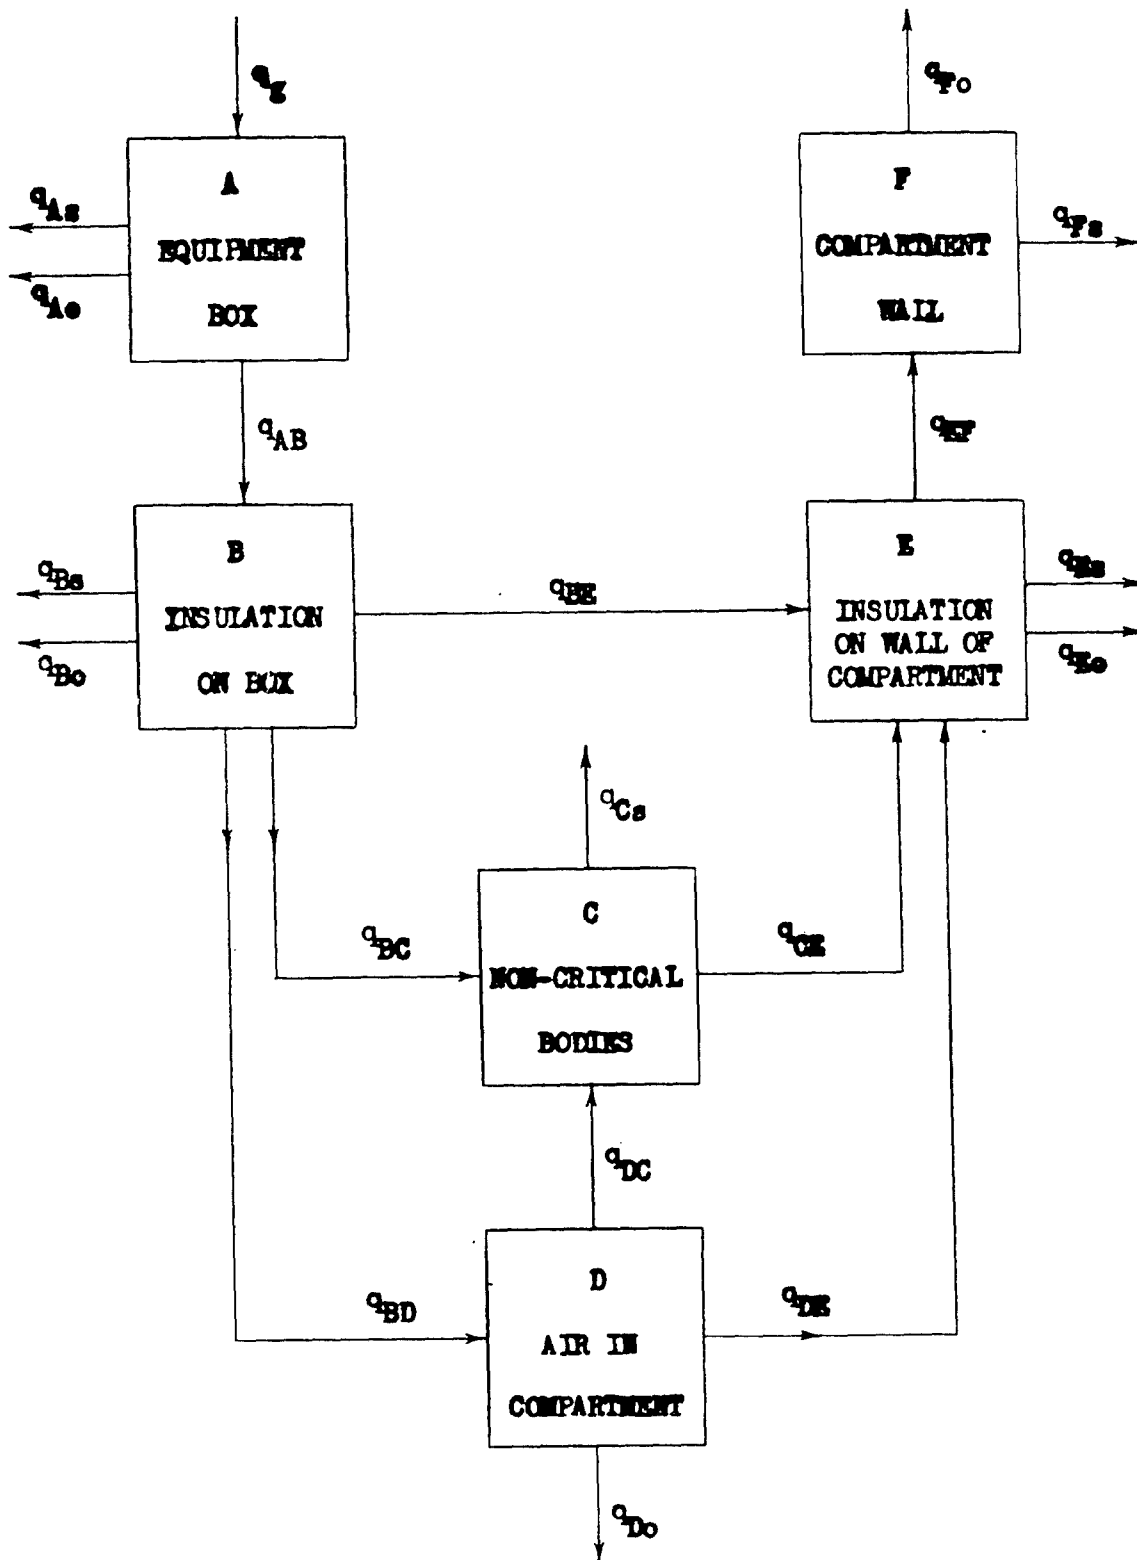 q_g
q_Fo
A
EQUIPMENT
BOX
q_As
q_Ao
F
COMPARTMENT
WALL
q_Fs
q_AB
q_EF
B
INSULATION
ON BOX
q_Bs
q_Bo
q_BE
E
INSULATION
ON WALL OF
COMPARTMENT
q_Es
q_Eo
q_Cs
C
NON-CRITICAL
BODIES
q_BC
q_CE
q_DC
D
AIR IN
COMPARTMENT
q_BD
q_DE
q_Do